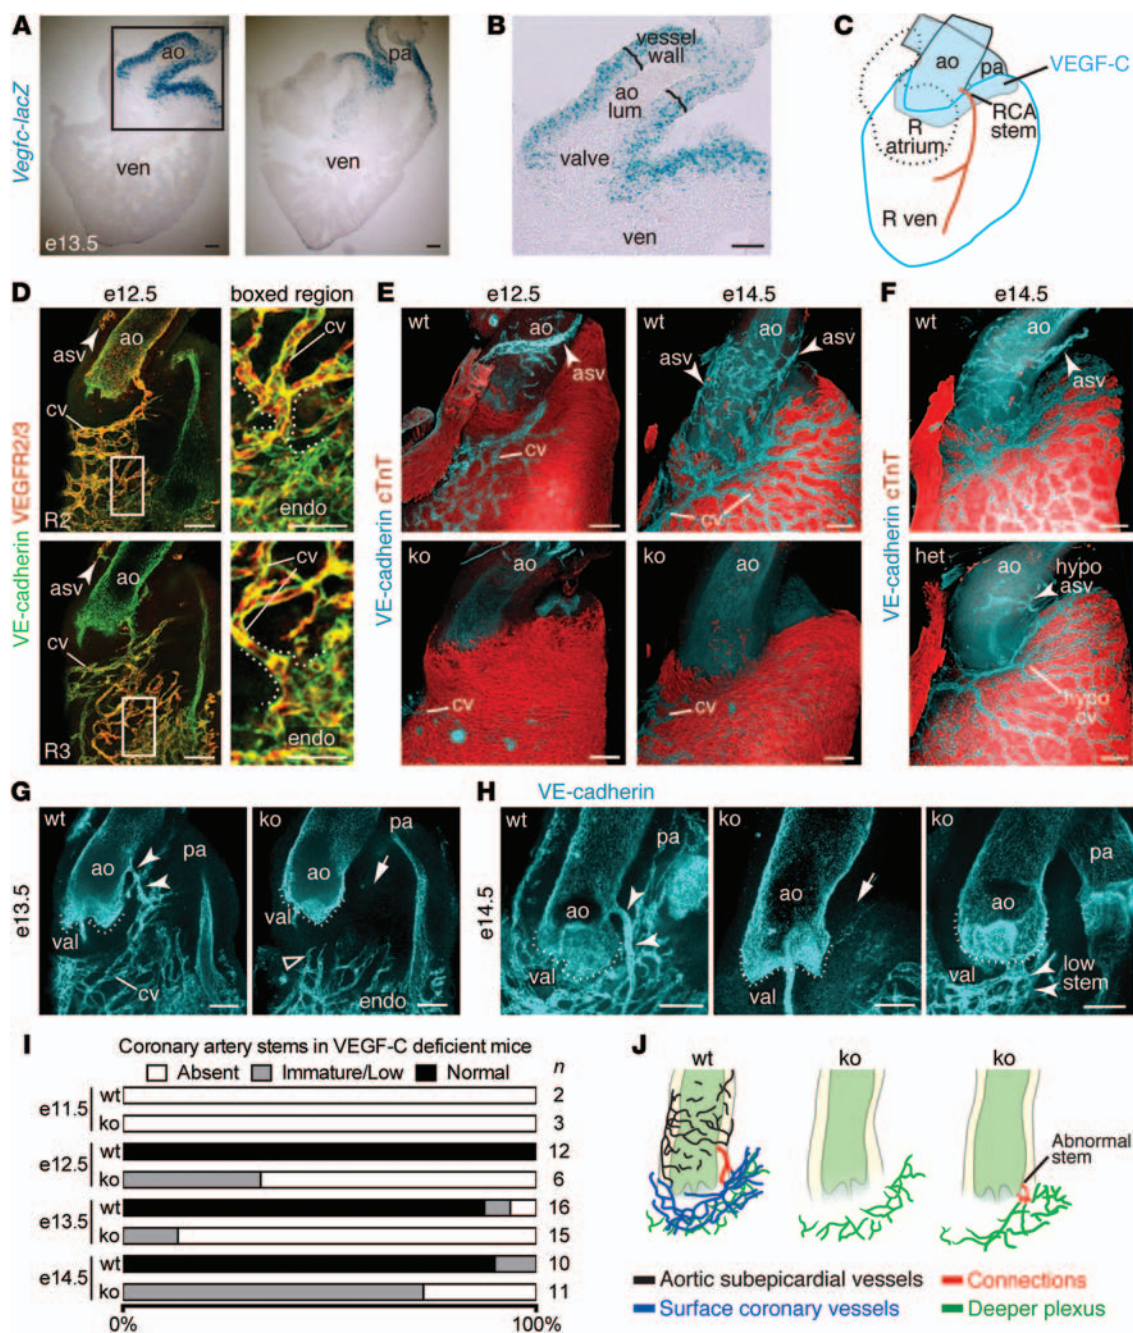 A
B
C
Vegfc-lacZ
ao
ven
e13.5
pa
ven
vessel
wall
ao
lum
valve
ven
ao
pa
VEGF-C
RCA
stem
R
atrium
R ven
D
e12.5
boxed region
E
e12.5
e14.5
F
e14.5
VE-cadherin VEGFR2/3
asv
ao
cv
R2
cv
endo
asv
ao
cv
R3
cv
endo
VE-cadherin cTnT
wt
ao
asv
cv
wt
ao
asv
asv
cv
ko
ao
cv
ko
ao
cv
VE-cadherin cTnT
wt
ao
asv
het
ao
hypo
asv
hypo
cv
VE-cadherin
G
H
e13.5
wt
ao
pa
val
cv
ko
pa
ao
val
endo
e14.5
wt
pa
ao
val
ko
ao
val
ko
pa
ao
val
low
stem
I
Coronary artery stems in VEGF-C deficient mice
Absent
Immature/Low
Normal
n
e11.5
wt
2
ko
3
e12.5
wt
12
ko
6
e13.5
wt
16
ko
15
e14.5
wt
10
ko
11
0%
100%
J
wt
ko
ko
Abnormal
stem
Aortic subepicardial vessels
Connections
Surface coronary vessels
Deeper plexus